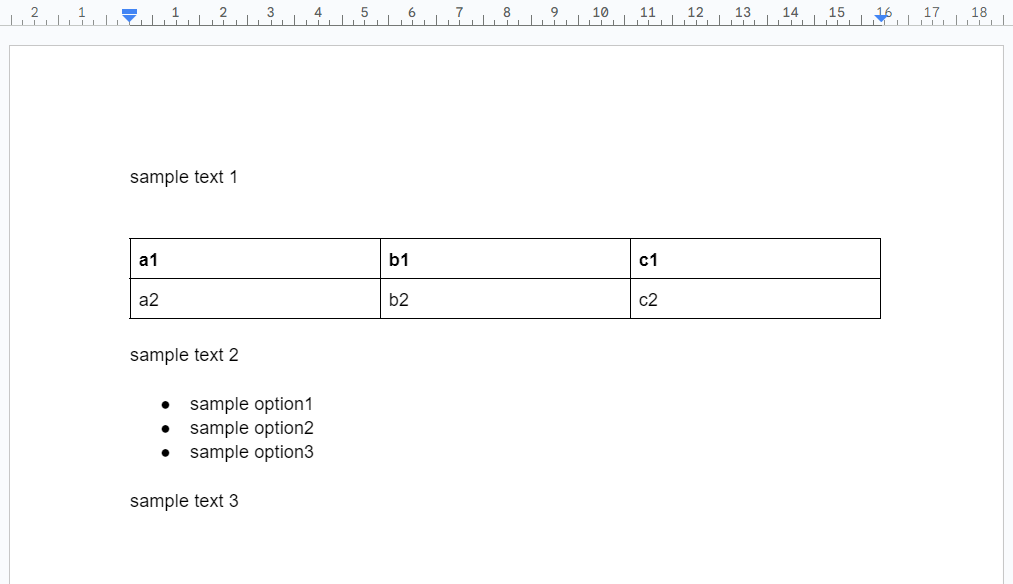 2 1 1 2 3 4 5 6 7 8 9 10 11 12 13 14 15 16 17 18
sample text 1
a1 b1 c1
a2 b2 c2
sample text 2
● sample option1
● sample option2
● sample option3
sample text 3